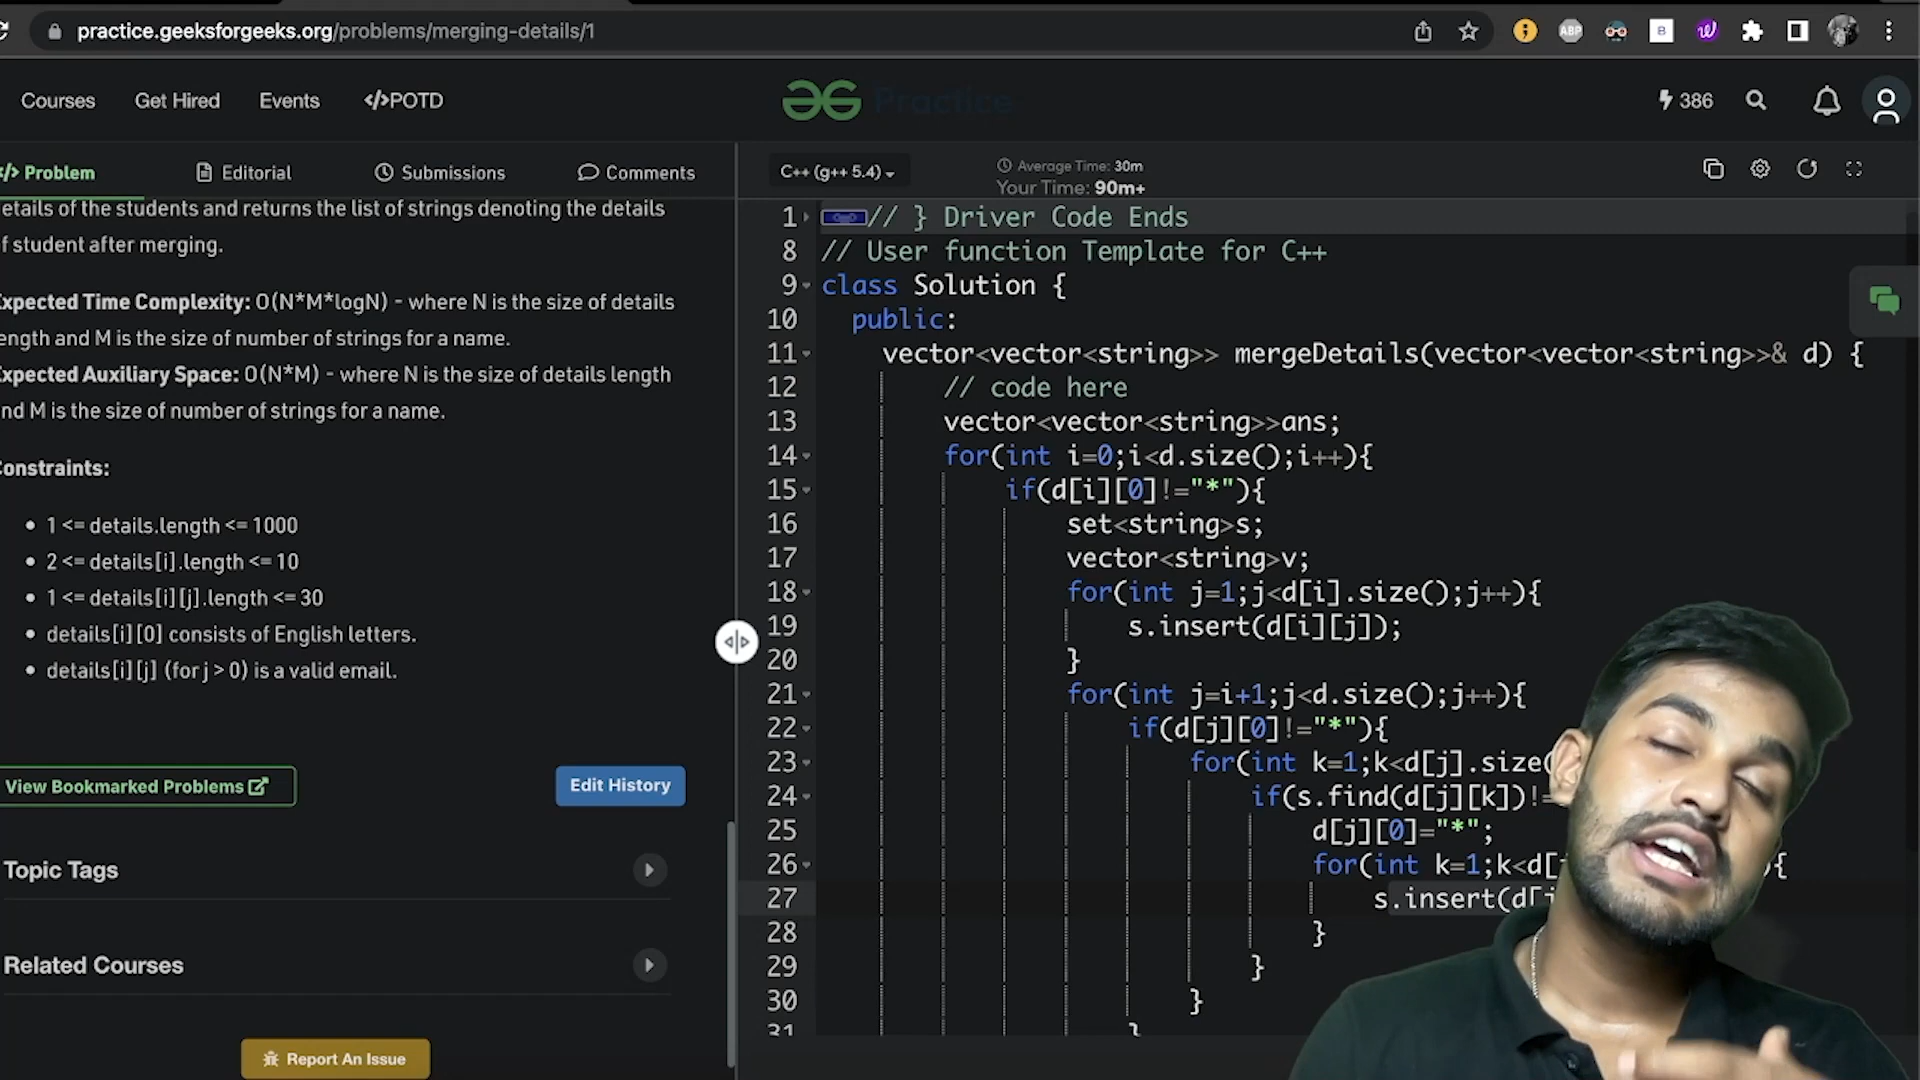 practice.geeksforgeeks.org/problems/merging-details/1
ABP
B
Courses
Get Hired
Events
</>POTD
Practice
386
</> Problem
Editorial
Submissions
Comments
etails of the students and returns the list of strings denoting the details
f student after merging.
xpected Time Complexity: O(N*M*logN) - where N is the size of details
ength and M is the size of number of strings for a name.
xpected Auxiliary Space: O(N*M) - where N is the size of details length
nd M is the size of number of strings for a name.
onstraints:
1 <= details.length <= 1000
2 <= details[i].length <= 10
1 <= details[i][j].length <= 30
details[i][0] consists of English letters.
details[i][j] (for j > 0) is a valid email.
View Bookmarked Problems
Edit History
Topic Tags
Related Courses
Report An Issue
C++ (g++ 5.4)
Average Time: 30m
Your Time: 90m+
1 // } Driver Code Ends
8 // User function Template for C++
9 class Solution {
10 public:
11 vector<vector<string>> mergeDetails(vector<vector<string>>& d) {
12 // code here
13 vector<vector<string>>ans;
14 for(int i=0;i<d.size();i++){
15 if(d[i][0]!="*"){
16 set<string>s;
17 vector<string>v;
18 for(int j=1;j<d[i].size();j++){
19 s.insert(d[i][j]);
20 }
21 for(int j=i+1;j<d.size();j++){
22 if(d[j][0]!="*"){
23 for(int k=1;k<d[j].size(
24 if(s.find(d[j][k])!=
25 d[j][0]="*";
26 for(int k=1;k<d[ {
27 s.insert(d[j
28 }
29 }
30 }
31 }